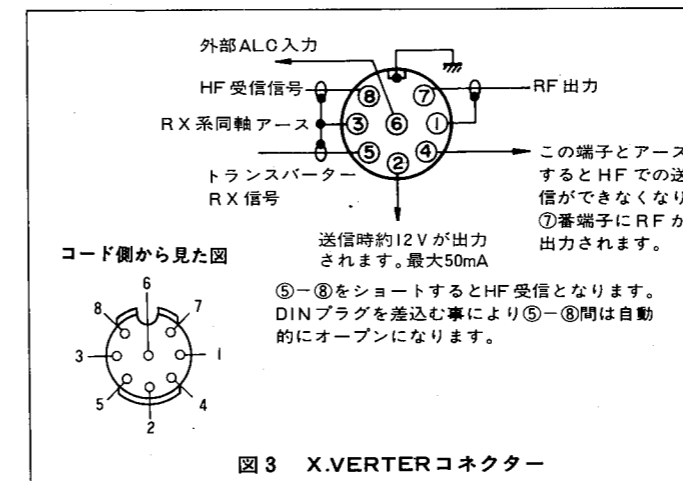 外部ALC入力
HF受信信号
RX系同軸アース
トランスバーター
RX信号
8
7
3
6
1
5
4
2
RF出力
この端子とアース
するとHFでの送
信ができなくなり
⑦番端子にRFが
出力されます。
送信時約12Vが出力
されます。最大50mA
コード側から見た図
6
8
7
3
1
5
4
2
⑤−⑧をショートするとHF受信となります。
DINプラグを差込む事により⑤−⑧間は自動
的にオープンになります。
図3 X.VERTERコネクター